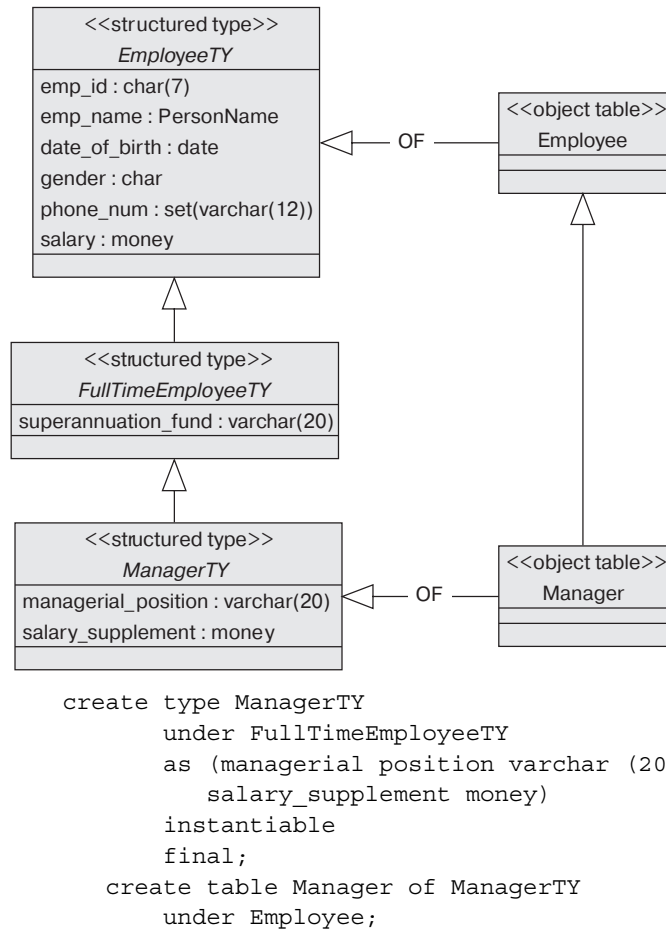 <<structured type>>
EmployeeTY
emp_id : char(7)
emp_name : PersonName
date_of_birth : date
gender : char
phone_num : set(varchar(12))
salary : money
OF
<<object table>>
Employee
<<structured type>>
FullTimeEmployeeTY
superannuation_fund : varchar(20)
<<structured type>>
ManagerTY
managerial_position : varchar(20)
salary_supplement : money
OF
<<object table>>
Manager
create type ManagerTY
under FullTimeEmployeeTY
as (managerial position varchar (20
salary_supplement money)
instantiable
final;
create table Manager of ManagerTY
under Employee;